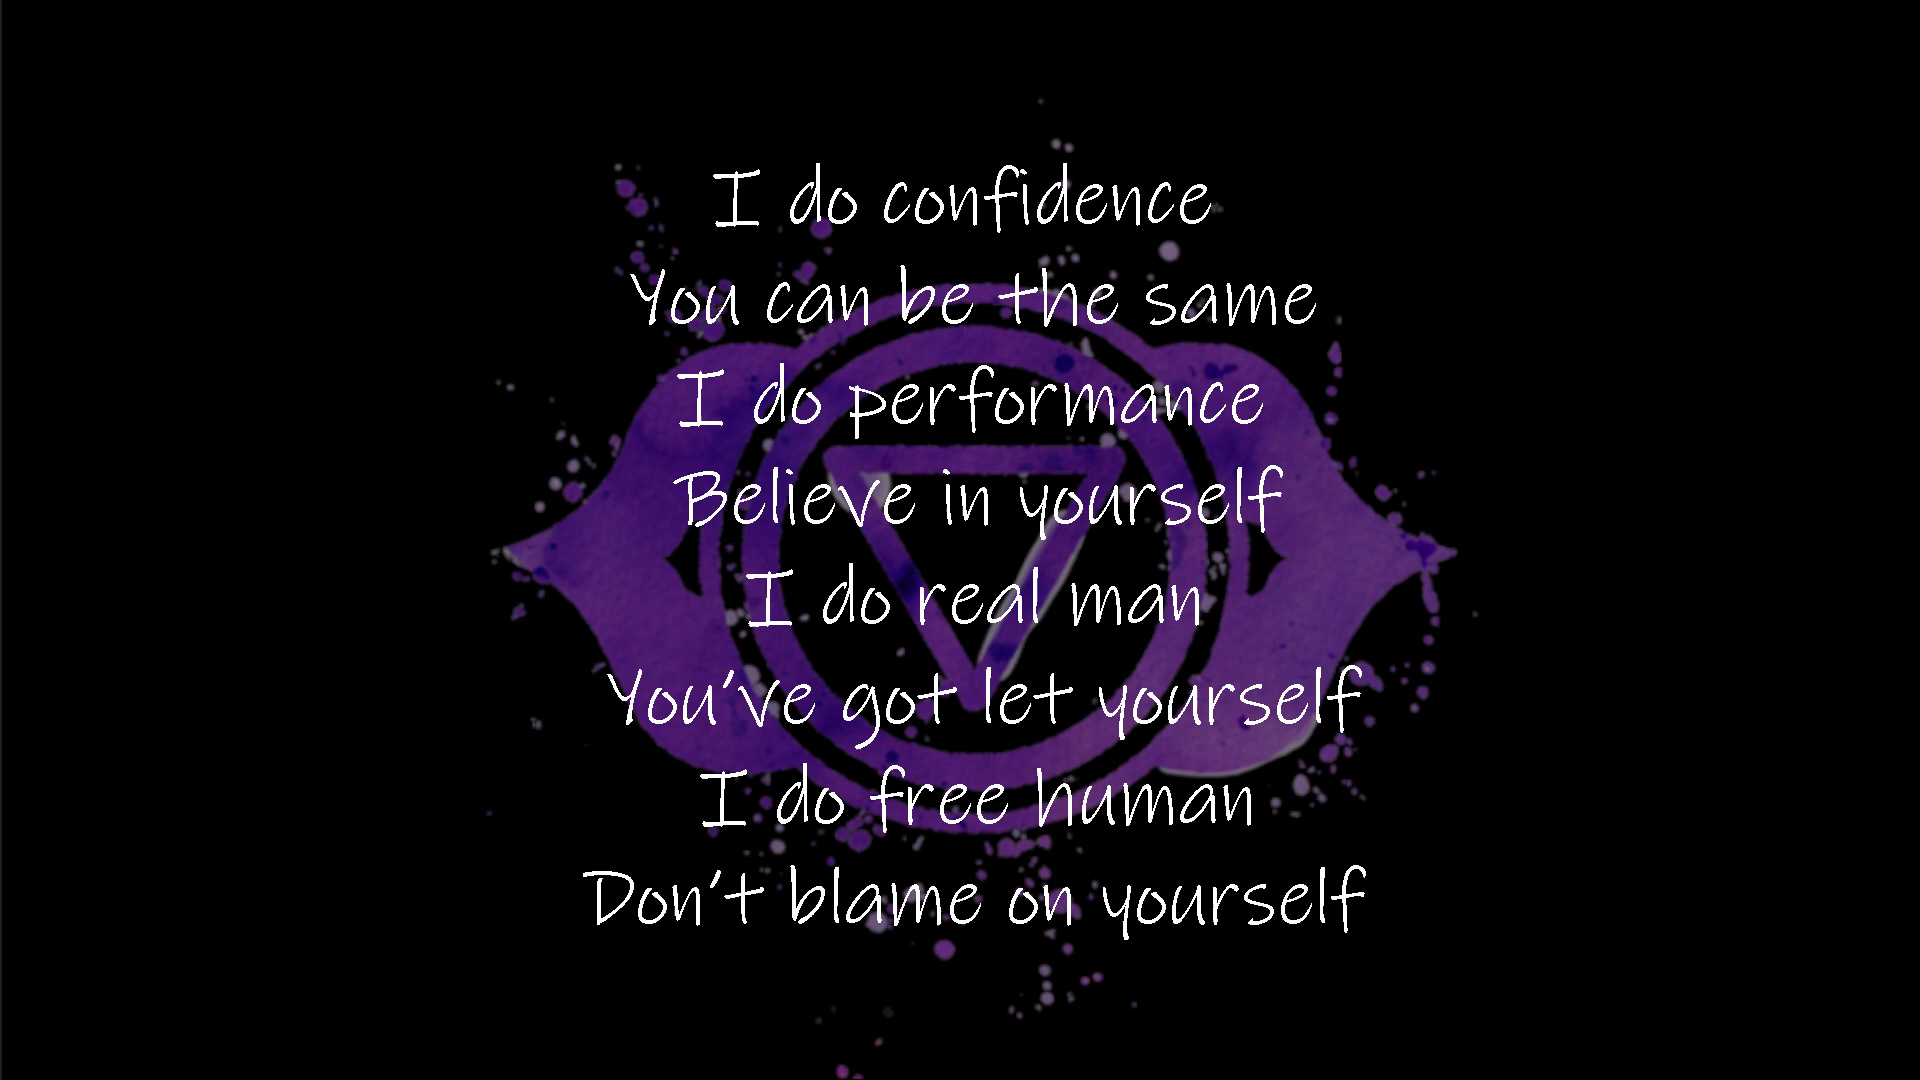 I do confidence
You can be the same
I do performance
Believe in yourself
I do real man
You've got let yourself
I do free human
Don't blame on yourself